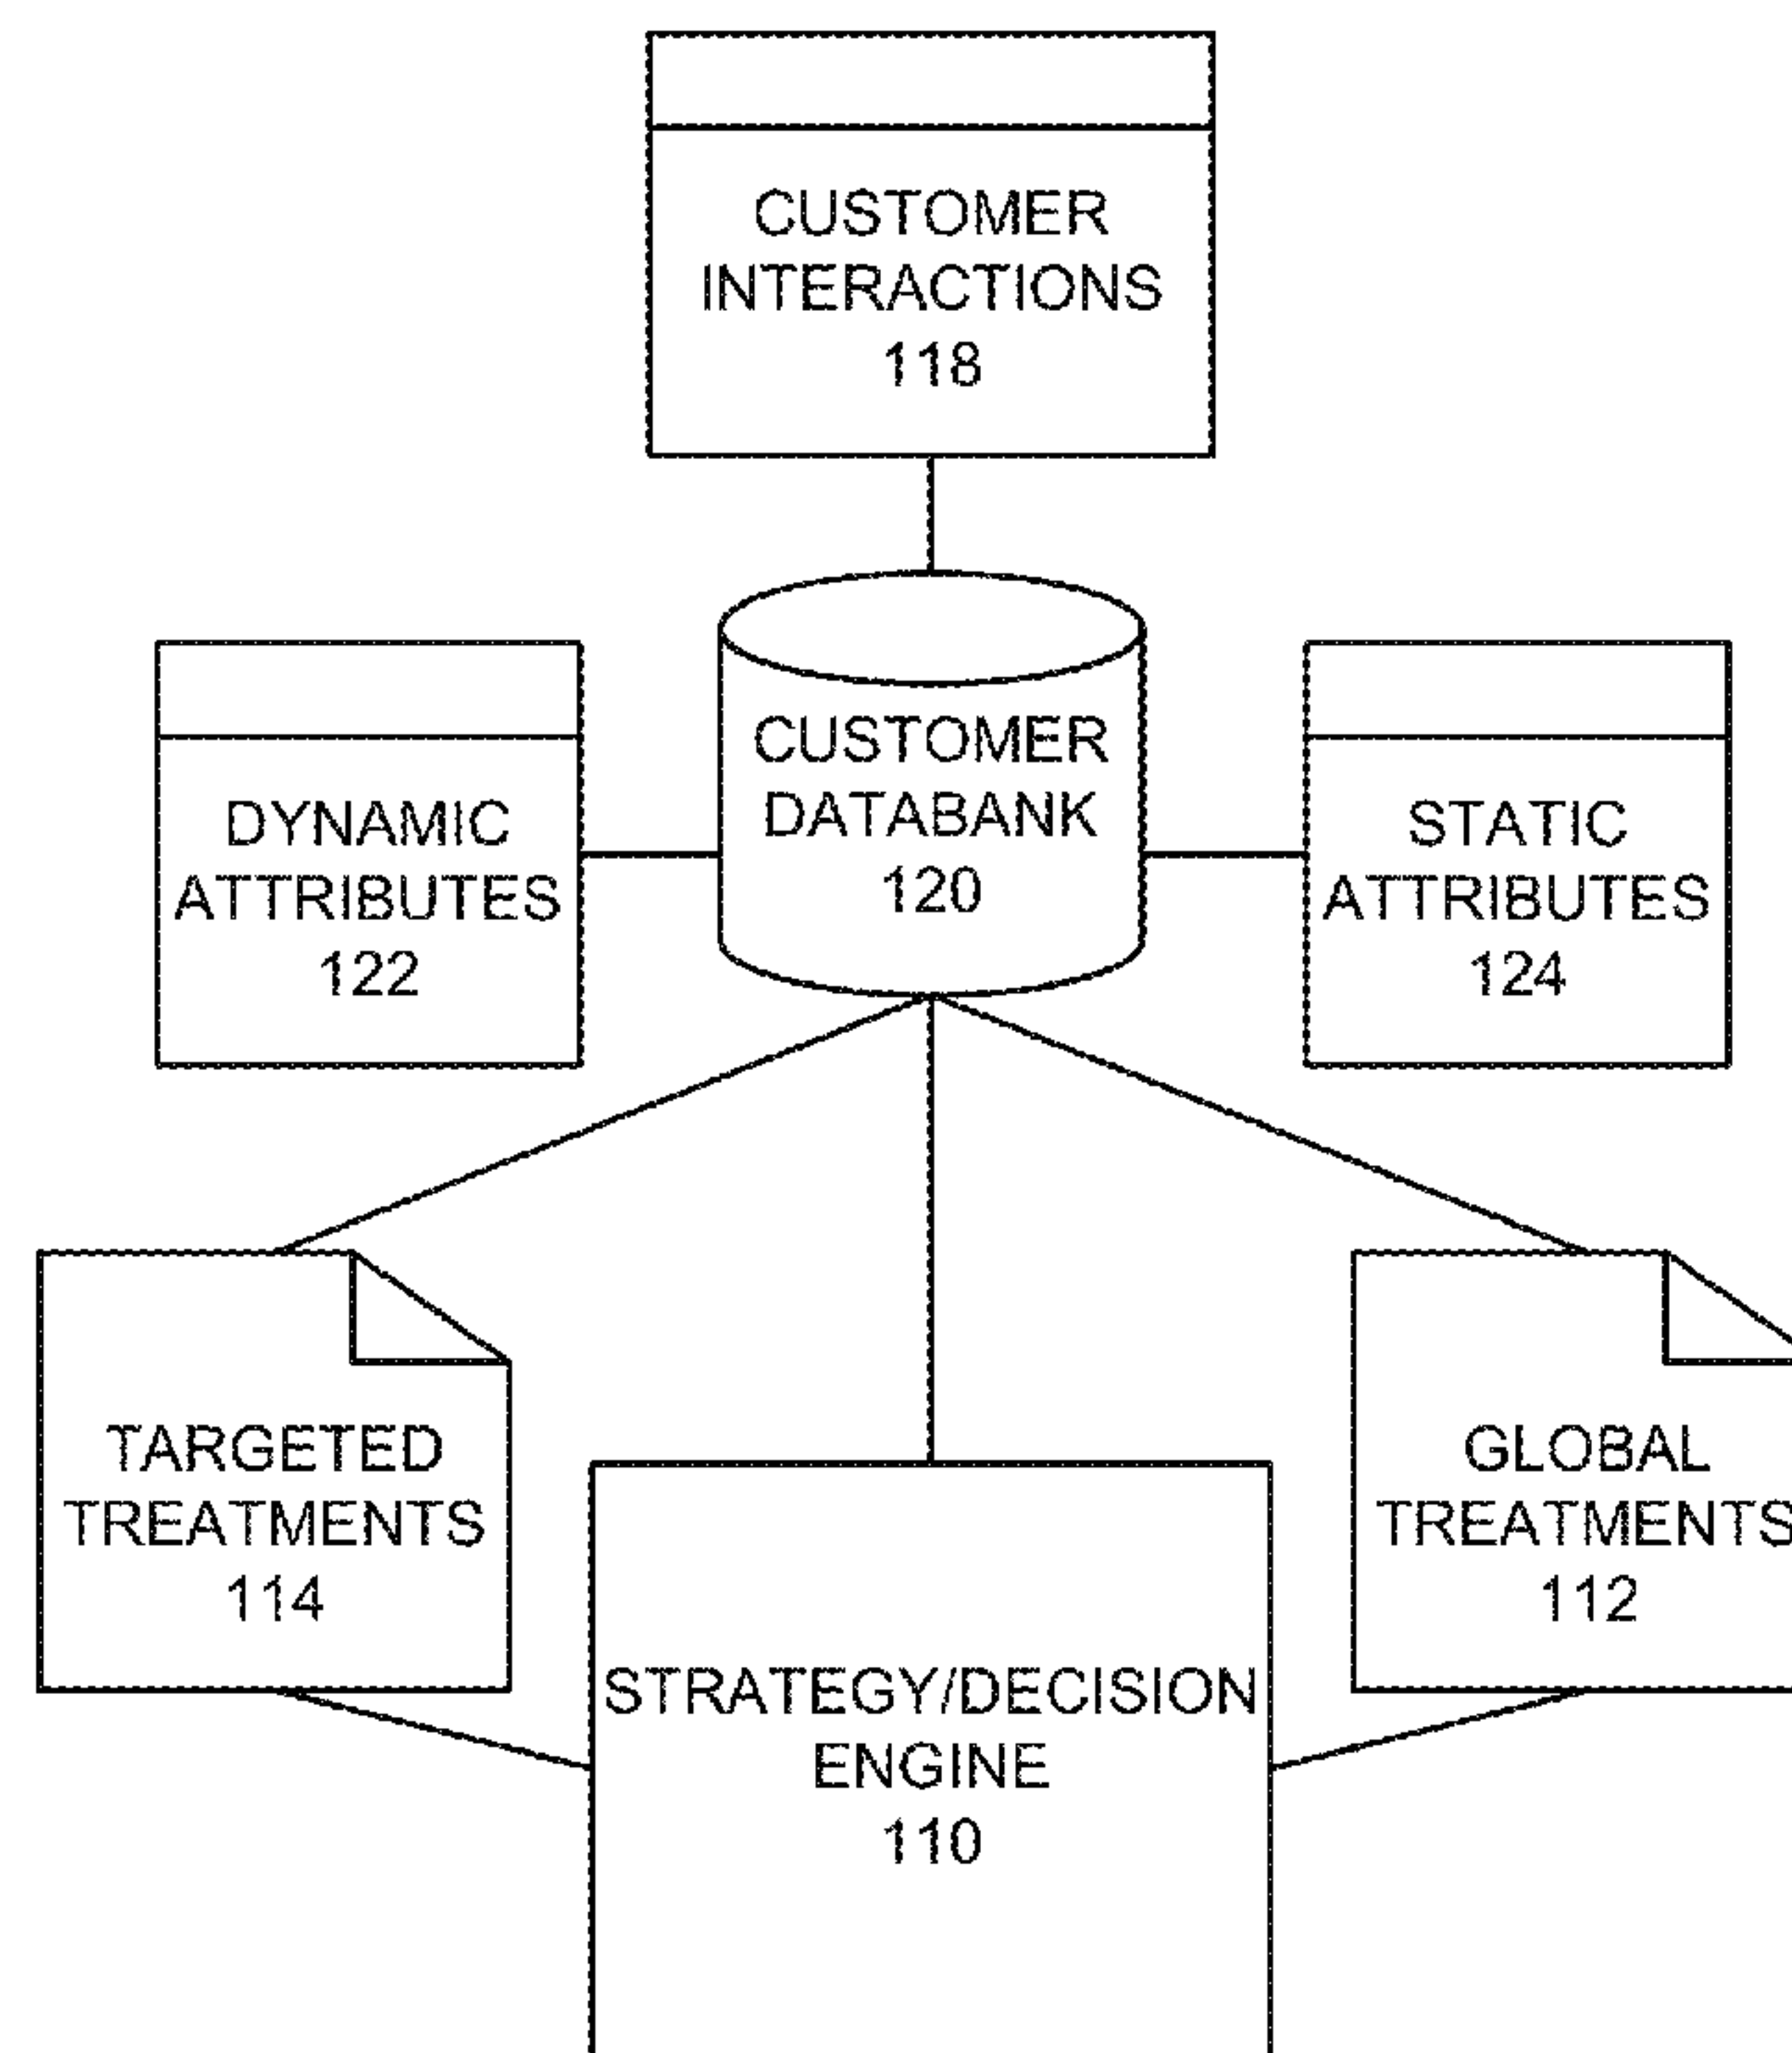 CUSTOMER
INTERACTIONS
118
CUSTOMER
DATABANK
120
DYNAMIC
ATTRIBUTES
122
STATIC
ATTRIBUTES
124
TARGETED
TREATMENTS
114
GLOBAL
TREATMENTS
112
STRATEGY/DECISION
ENGINE
110